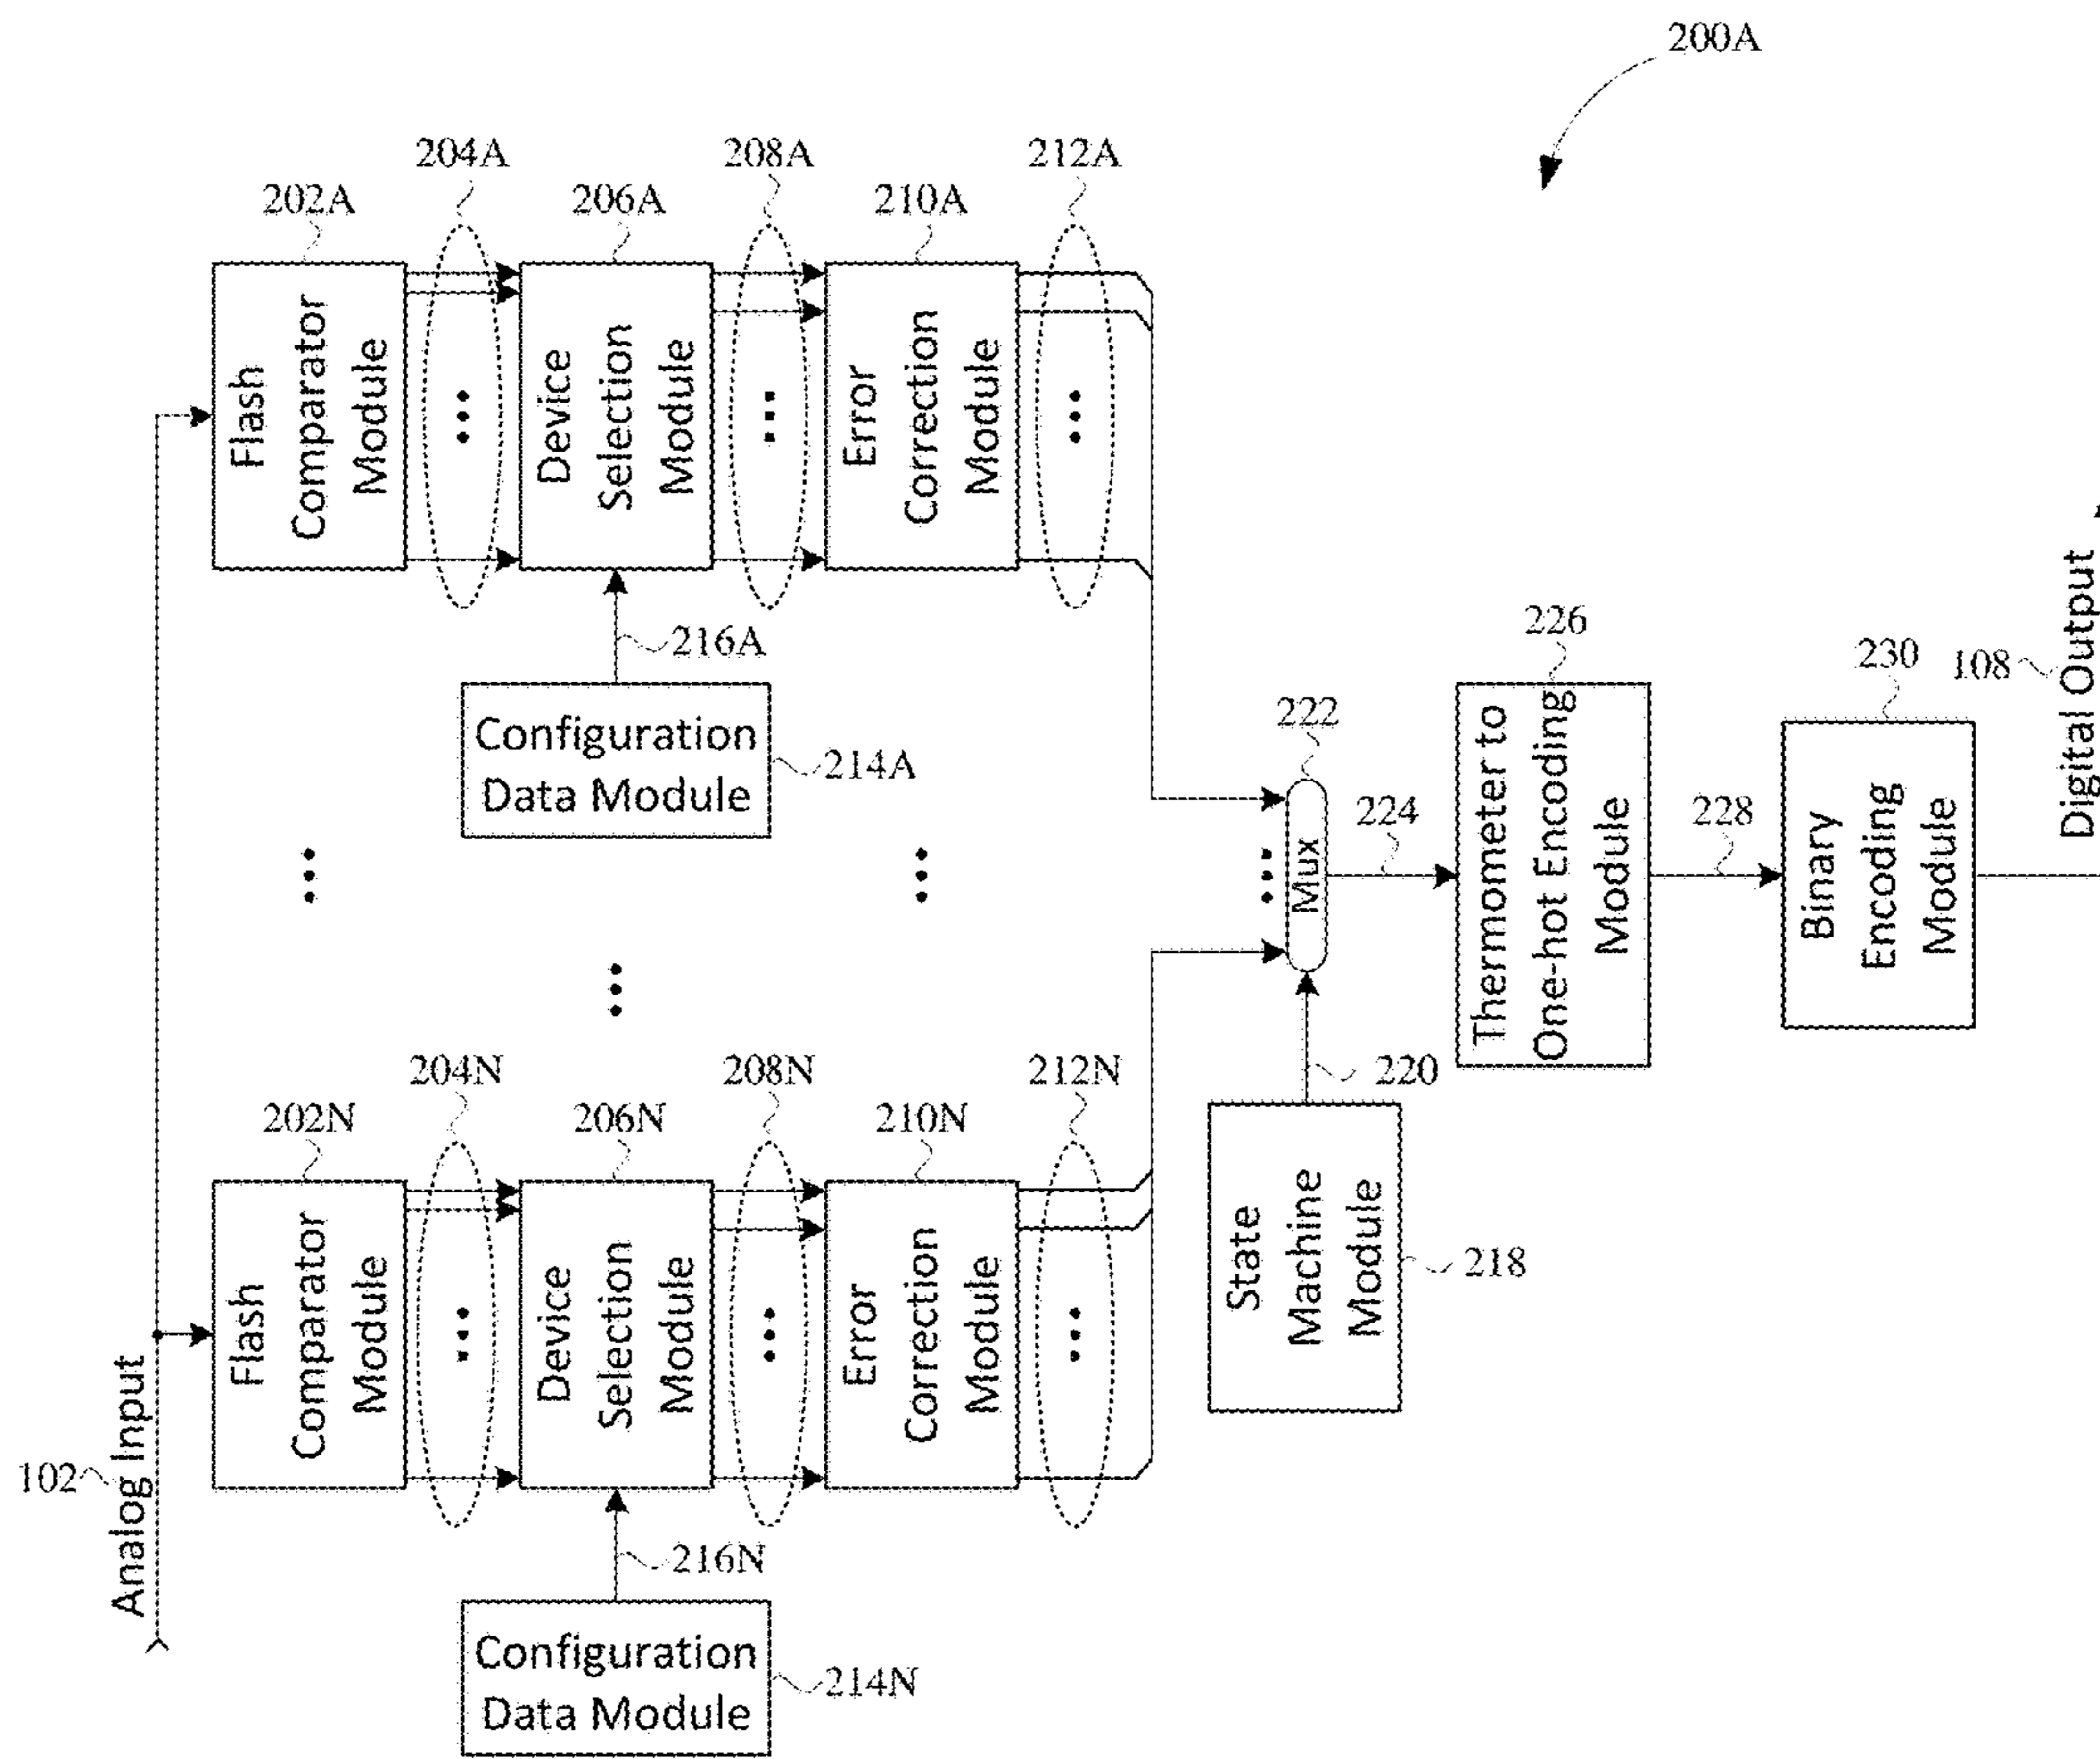 200A
204A
208A
212A
202A
206A
210A
Flash
Comparator
Module
Device
Selection
Module
Error
Correction
Module
216A
Configuration
Data Module
214A
222
Mux
224
226
Thermometer to
One-hot Encoding
Module
228
230
Binary
Encoding
Module
108
Digital Output
204N
208N
212N
202N
206N
210N
Flash
Comparator
Module
Device
Selection
Module
Error
Correction
Module
220
State
Machine
Module
218
102
Analog Input
216N
Configuration
Data Module
214N